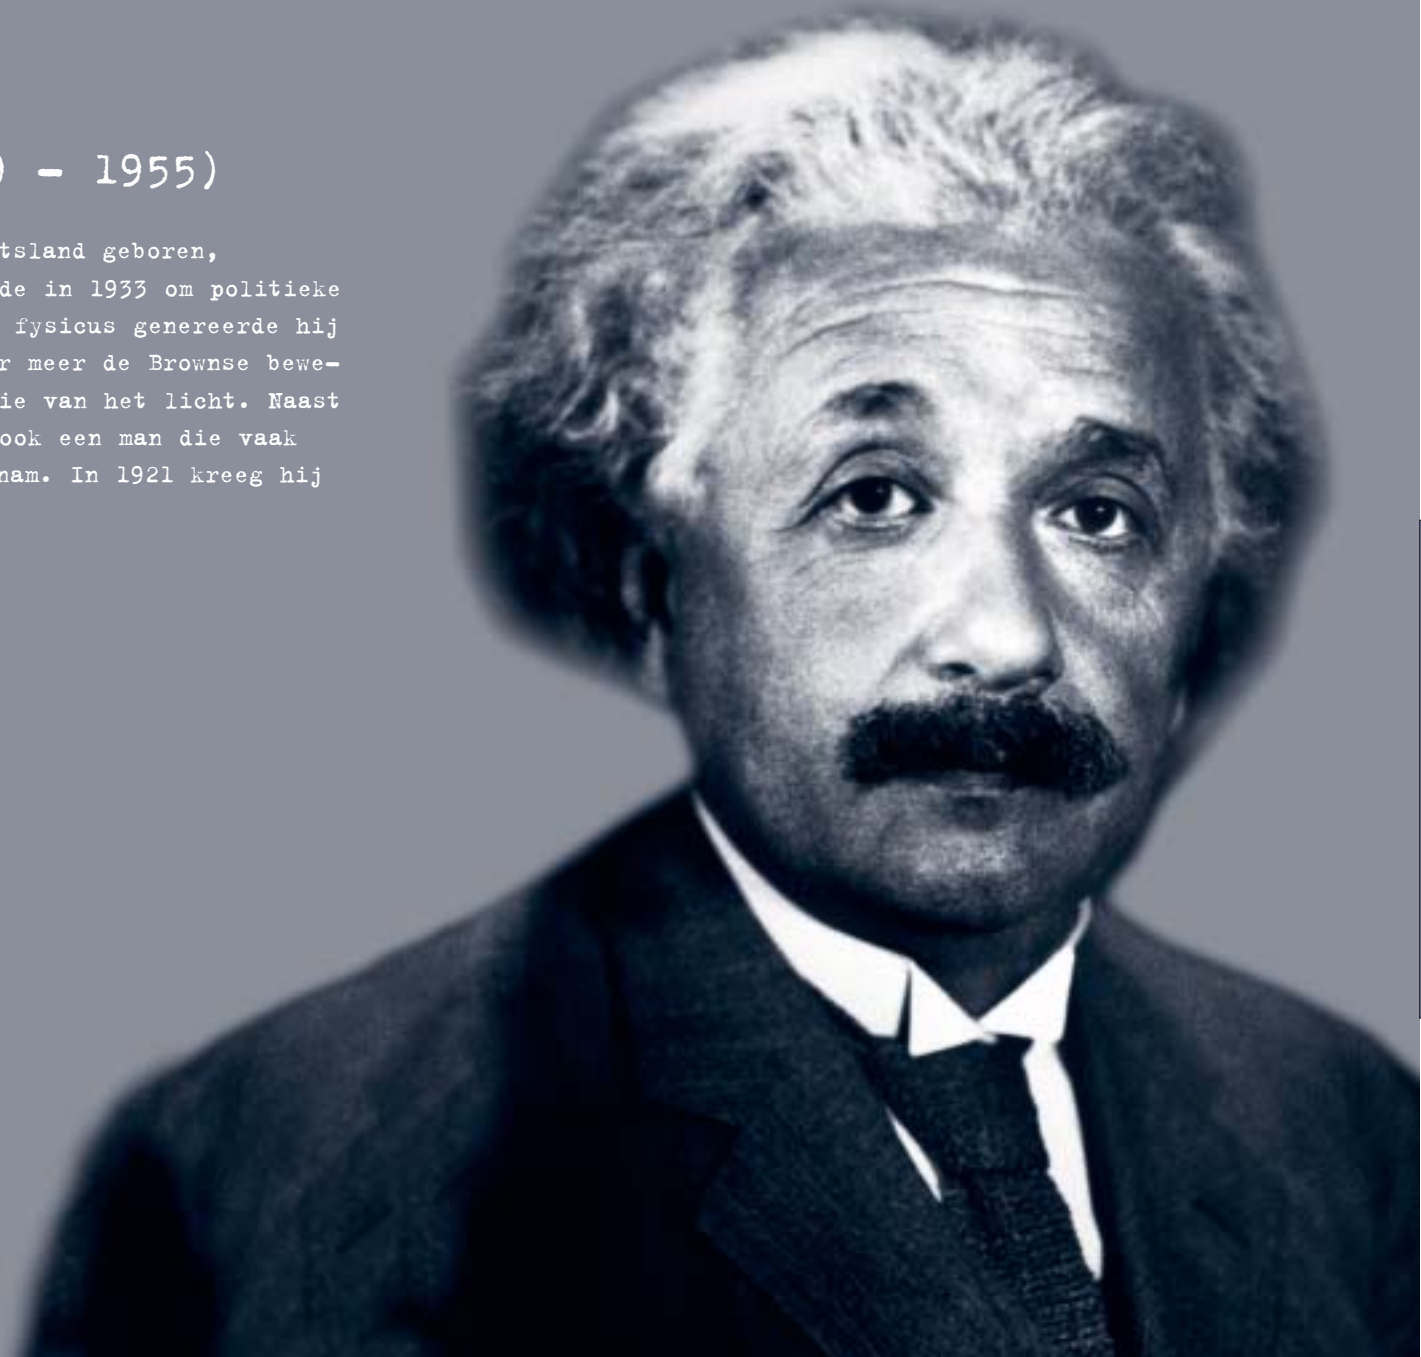 – 1955)
tsland geboren,
de in 1933 om politieke
fysicus genereerde hij
r meer de Brownse bewe-
ie van het licht. Naast
ook een man die vaak
nam. In 1921 kreeg hij